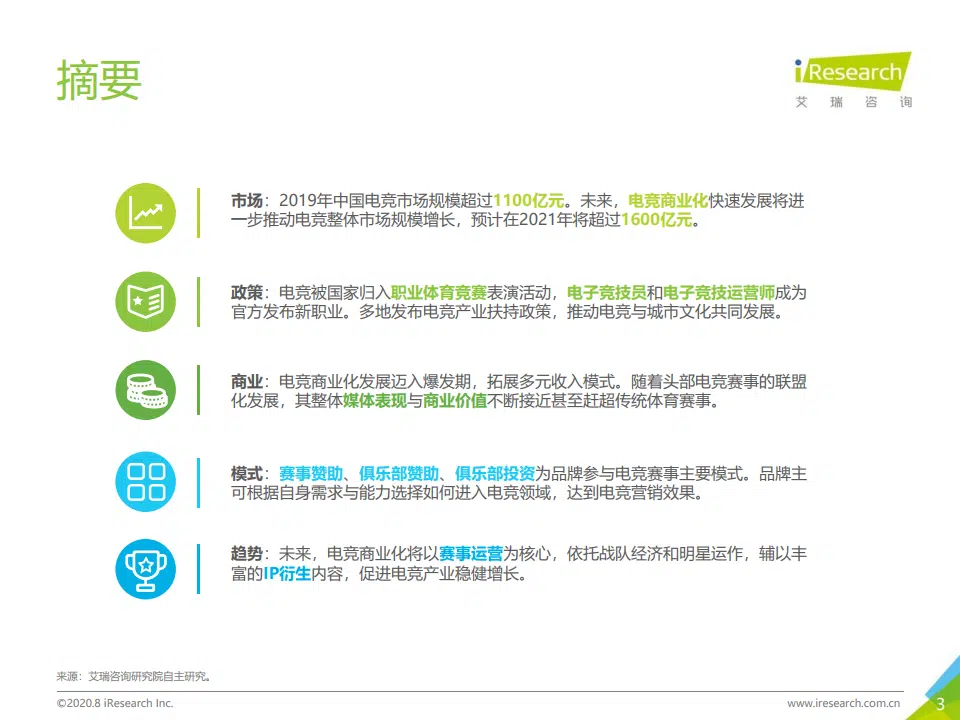 摘要
iResearch
艾瑞咨询
市场：2019年中国电竞市场规模超过1100亿元。未来，电竞商业化快速发展将进
一步推动电竞整体市场规模增长，预计在2021年将超过1600亿元。
政策：电竞被国家归入职业体育竞赛表演活动，电子竞技员和电子竞技运营师成为
官方发布新职业。多地发布电竞产业扶持政策，推动电竞与城市文化共同发展。
商业：电竞商业化发展迈入爆发期，拓展多元收入模式。随着头部电竞赛事的联盟
化发展，其整体媒体表现与商业价值不断接近甚至赶超传统体育赛事。
模式：赛事赞助、俱乐部赞助、俱乐部投资为品牌参与电竞赛事主要模式。品牌主
可根据自身需求与能力选择如何进入电竞领域，达到电竞营销效果。
趋势：未来，电竞商业化将以赛事运营为核心，依托战队经济和明星运作，辅以丰
富的IP衍生内容，促进电竞产业稳健增长。
来源：艾瑞咨询研究院自主研究。
©2020.8 iResearch Inc.
www.iresearch.com.cn
3